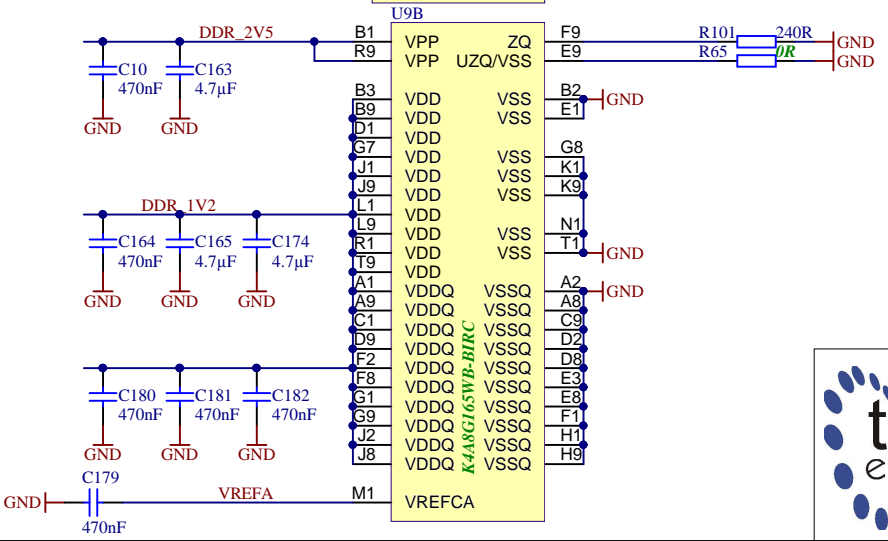 U9B
DDR_2V5 B1 VPP ZQ F9 R101 240R GND
R9 VPP UZQ/VSS E9 R65 0R GND
C10 C163
470nF 4.7µF
GND GND
B3 VDD VSS B2 GND
B9 VDD VSS E1
D1 VDD
G7 VDD VSS G8
J1 VDD VSS K1
J9 VDD VSS K9
DDR_1V2 L1 VDD
L9 VDD VSS N1
C164 C165 C174 R1 VDD VSS T1 GND
470nF 4.7µF 4.7µF T9 VDD
GND GND GND
A1 VDDQ VSSQ A2 GND
A9 VDDQ VSSQ A8
C1 VDDQ VSSQ C9
D9 VDDQ VSSQ D2
F2 VDDQ VSSQ D8
F8 VDDQ VSSQ E3
C180 C181 C182 G1 VDDQ VSSQ E8
470nF 470nF 470nF G9 VDDQ VSSQ F1
J2 VDDQ VSSQ H1
GND GND GND J8 VDDQ VSSQ H9
K4A8G165WB-BIRC
C179
GND VREFA M1 VREFCA
470nF
t
e